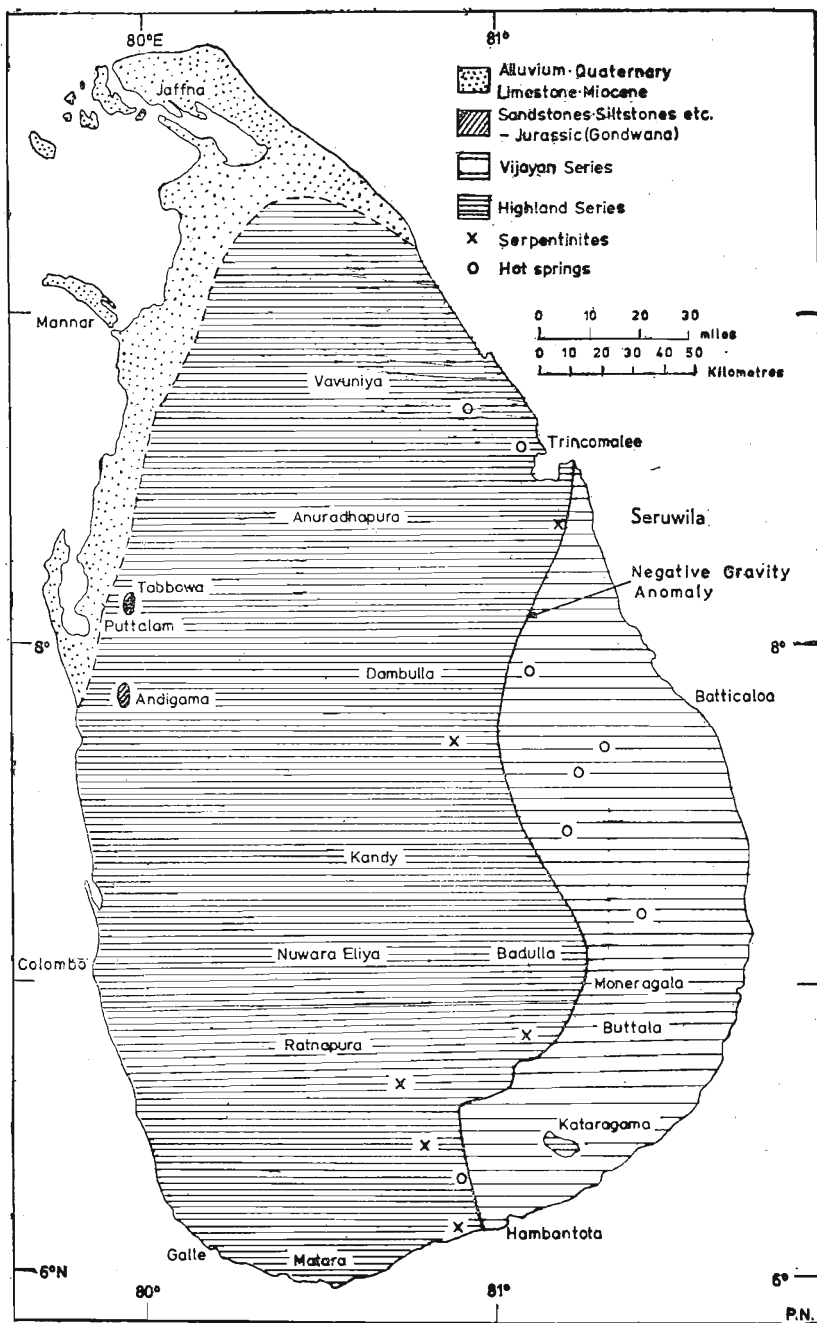 80°E
81°
Jaffna
Alluvium-Quaternary
Limestone-Miocene
Sandstones-Siltstones etc.
– Jurassic (Gondwana)
Vijayan Series
Highland Series
x Serpentinites
o Hot springs
0 10 20 30
miles
0 10 20 30 40 50
Kilometres
Mannar
Vavuniya
Trincomalee
Anuradhapura
Seruwila
Negative Gravity
Anomaly
Tabbowa
Puttalam
8°
8°
Dambulla
Andigama
Batticaloa
Kandy
Colombo
Nuwara Eliya
Badulla
Moneragala
Buttala
Ratnapura
Kataragama
Hambantota
Galle
Matara
6°N
6°
80°
81°
P.N.